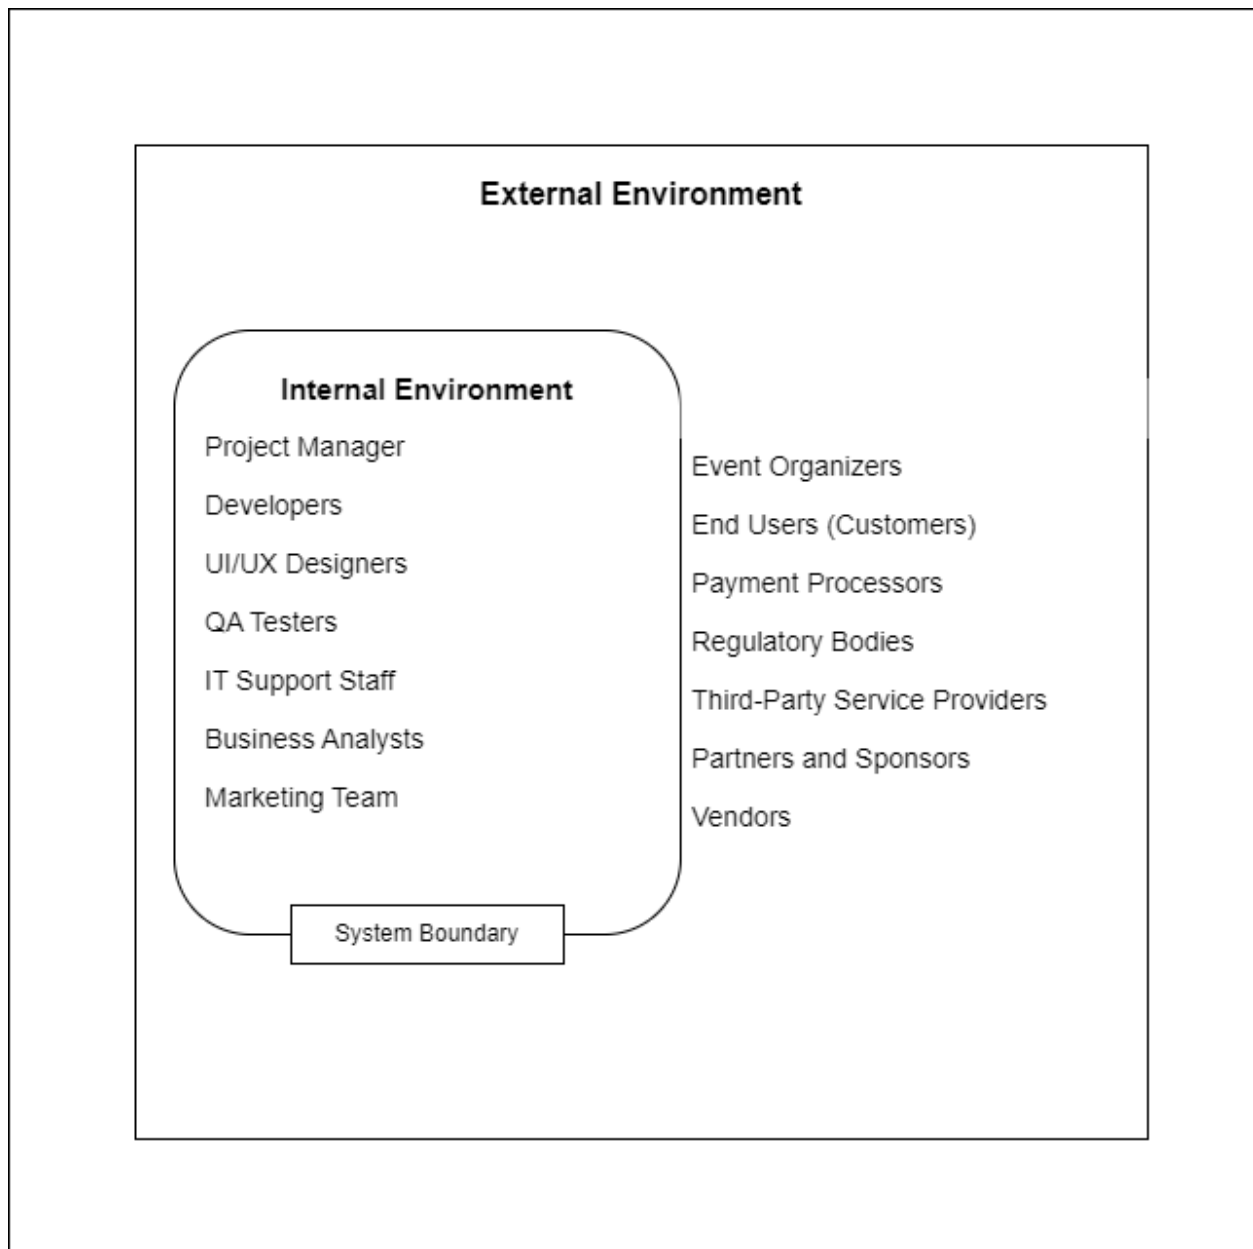 External Environment
Internal Environment
Project Manager
Developers
UI/UX Designers
QA Testers
IT Support Staff
Business Analysts
Marketing Team
System Boundary
Event Organizers
End Users (Customers)
Payment Processors
Regulatory Bodies
Third-Party Service Providers
Partners and Sponsors
Vendors